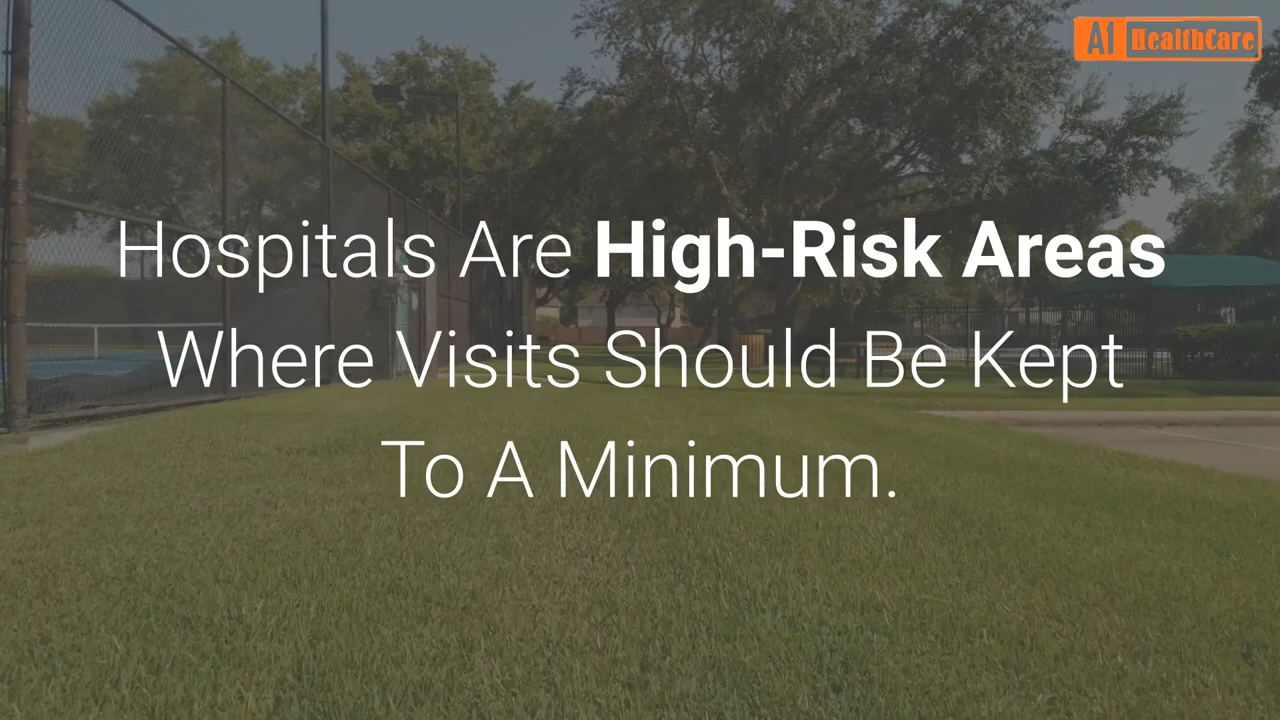 A1 HealthCare
Hospitals Are High-Risk Areas
Where Visits Should Be Kept
To A Minimum.